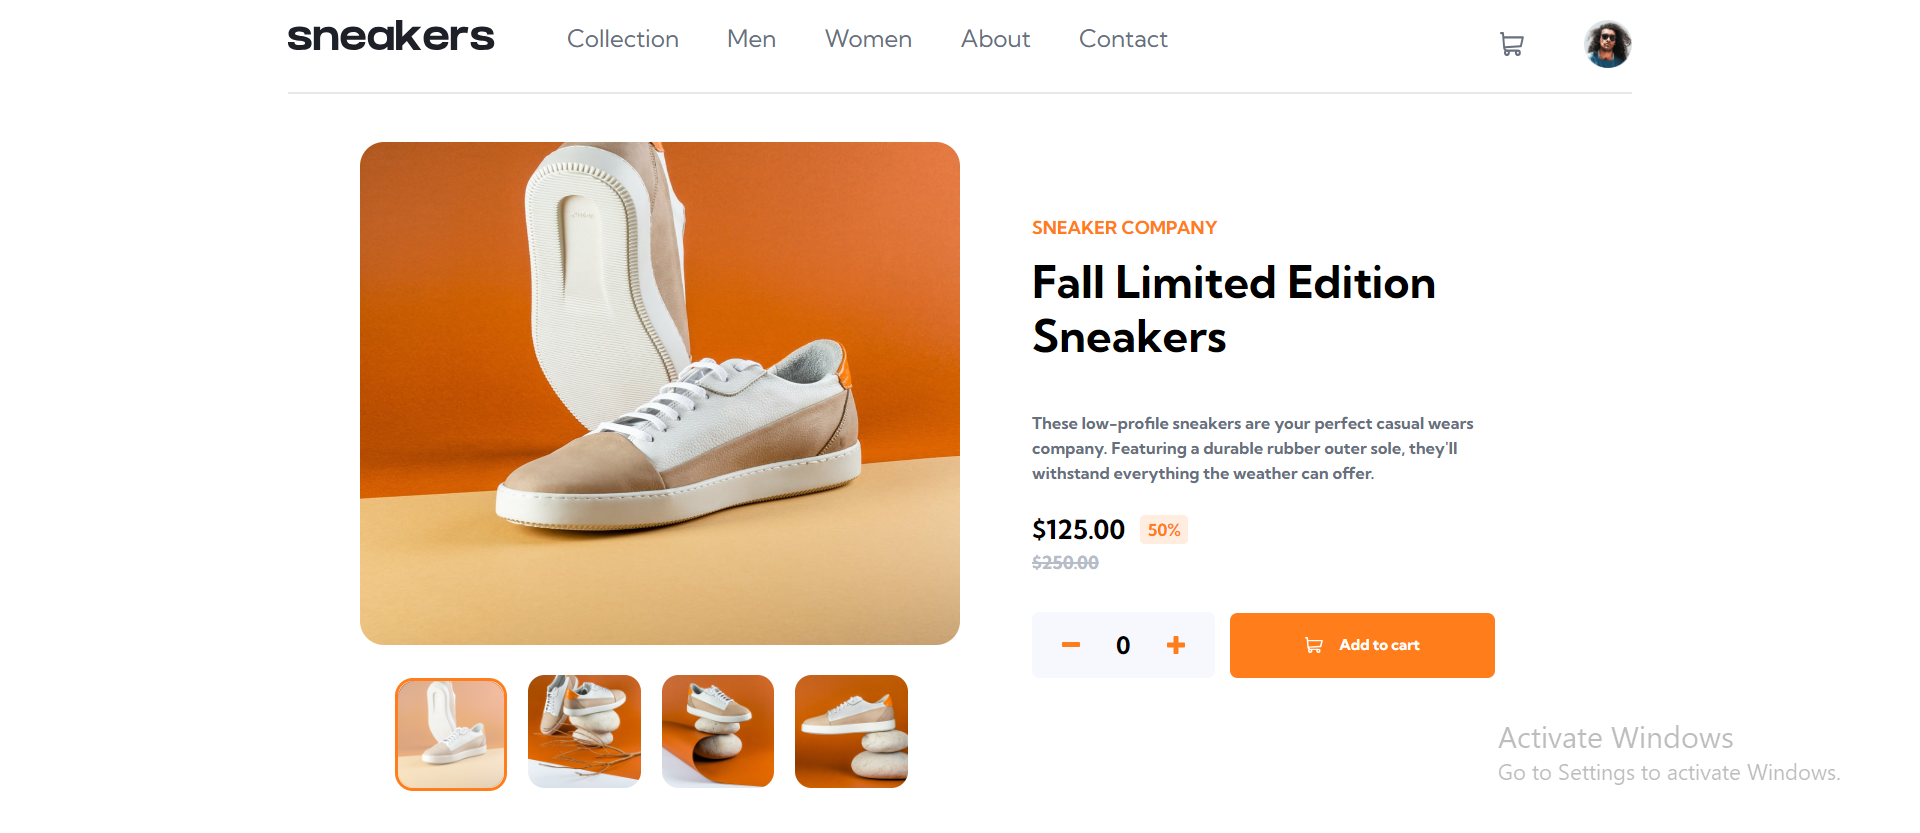 sneakers
Collection Men Women About Contact
SNEAKER COMPANY
Fall Limited Edition
Sneakers
These low-profile sneakers are your perfect casual wears
company. Featuring a durable rubber outer sole, they'll
withstand everything the weather can offer.
$125.00 50%
$250.00
0 Add to cart
Activate Windows
Go to Settings to activate Windows.